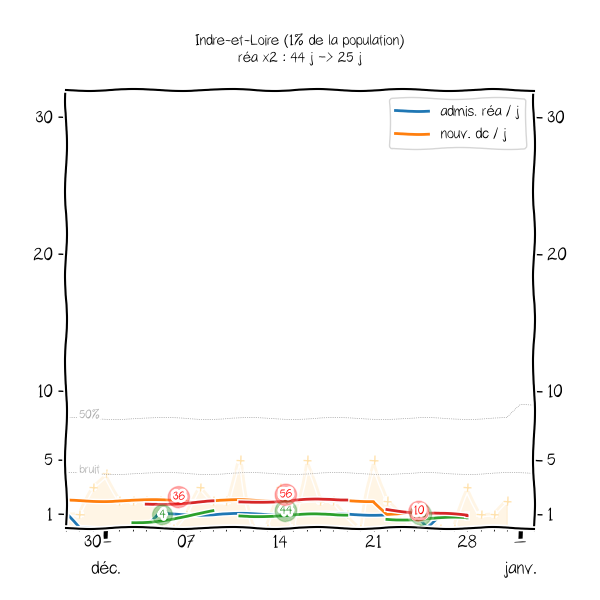 Indre-et-Loire (1% de la population)
réa x2 : 44 j -> 25 j
admis. réa / j
nouv. dc / j
30 30
20 20
10 10
50%
5 5
bruit
36 56
4 44 10
1 1
30 07 14 21 28
déc. janv.